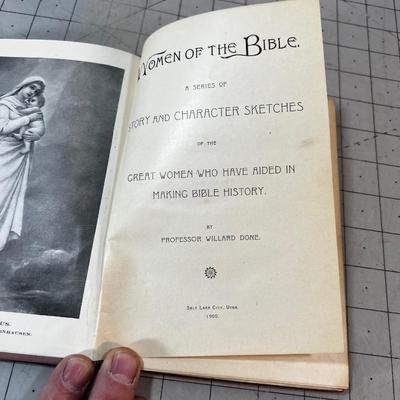 US.
WOMEN OF THE BIBLE.
A SERIES OF
STORY AND CHARACTER SKETCHES
OF THE
GREAT WOMEN WHO HAVE AIDED IN
MAKING BIBLE HISTORY.
BY
PROFESSOR WILLARD DONE.
SALT LAKE CITY, UTAH.
1900.